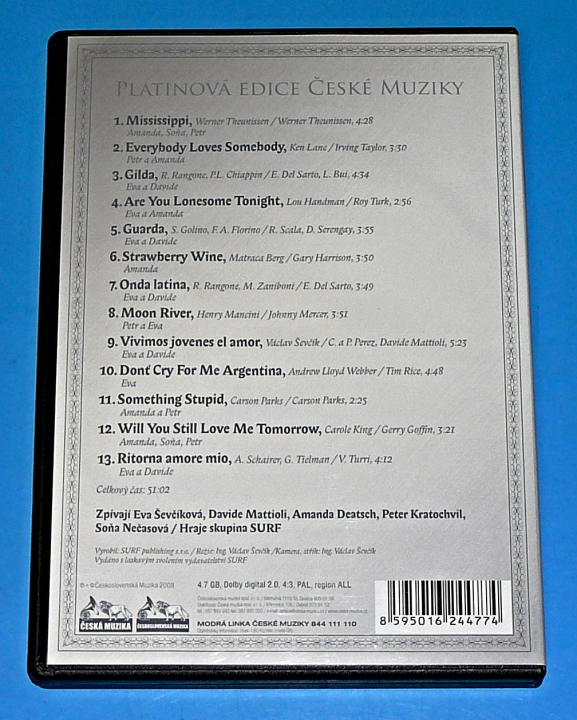 PLATINOVÁ EDICE ČESKÉ MUZIKY
1. Mississippi, Werner Theunissen / Werner Theunissen, 4:28
Amanda, Soňa, Petr
2. Everybody Loves Somebody, Ken Lane / Irving Taylor, 3:30
Petr a Amanda
3. Gilda, R. Rangone, P.L. Chiappin / E. Del Sarto, L. Bui, 4:34
Eva a Davide
4. Are You Lonesome Tonight, Lou Handman / Roy Turk, 2:56
Eva a Amanda
5. Guarda, S. Golino, F. A. Florino / R. Scala, D. Serengay, 3:55
Eva a Davide
6. Strawberry Wine, Matraca Berg / Gary Harrison, 3:50
Amanda
7. Onda latina, R. Rangone, M. Zaniboni / E. Del Sarto, 3:49
Eva a Davide
8. Moon River, Henry Mancini / Johnny Mercer, 3:51
Petr a Eva
9. Vivimos jovenes el amor, Václav Ševčík / C. a P. Perez, Davide Mattioli, 5:23
Eva a Davide
10. Dont´ Cry For Me Argentina, Andrew Lloyd Webber / Tim Rice, 4:48
Eva
11. Something Stupid, Carson Parks / Carson Parks, 2:25
Amanda a Petr
12. Will You Still Love Me Tomorrow, Carole King / Gerry Goffin, 3:21
Amanda, Soňa, Petr
13. Ritorna amore mio, A. Schairer, G. Tielman / V. Turri, 4:12
Eva a Davide
Celkový čas: 51:02
Zpívají Eva Ševčíková, Davide Mattioli, Amanda Deatsch, Peter Kratochvil,
Soňa Nečasová / Hraje skupina SURF
Vyrobil: SURF publishing s.r.o. / Režie: Ing. Václav Ševčík / Kamera, střih: Ing. Václav Ševčík
Vydáno s laskavým svolením vydavatelství SURF
Československá Muzika 2008
4.7 GB, Dolby digital 2.0, 4:3, PAL, region ALL
ČESKÁ MUZIKA
ČESKOSLOVENSKÁ MUZIKA
MODRÁ LINKA ČESKÉ MUZIKY 844 111 110
8 595016 244774